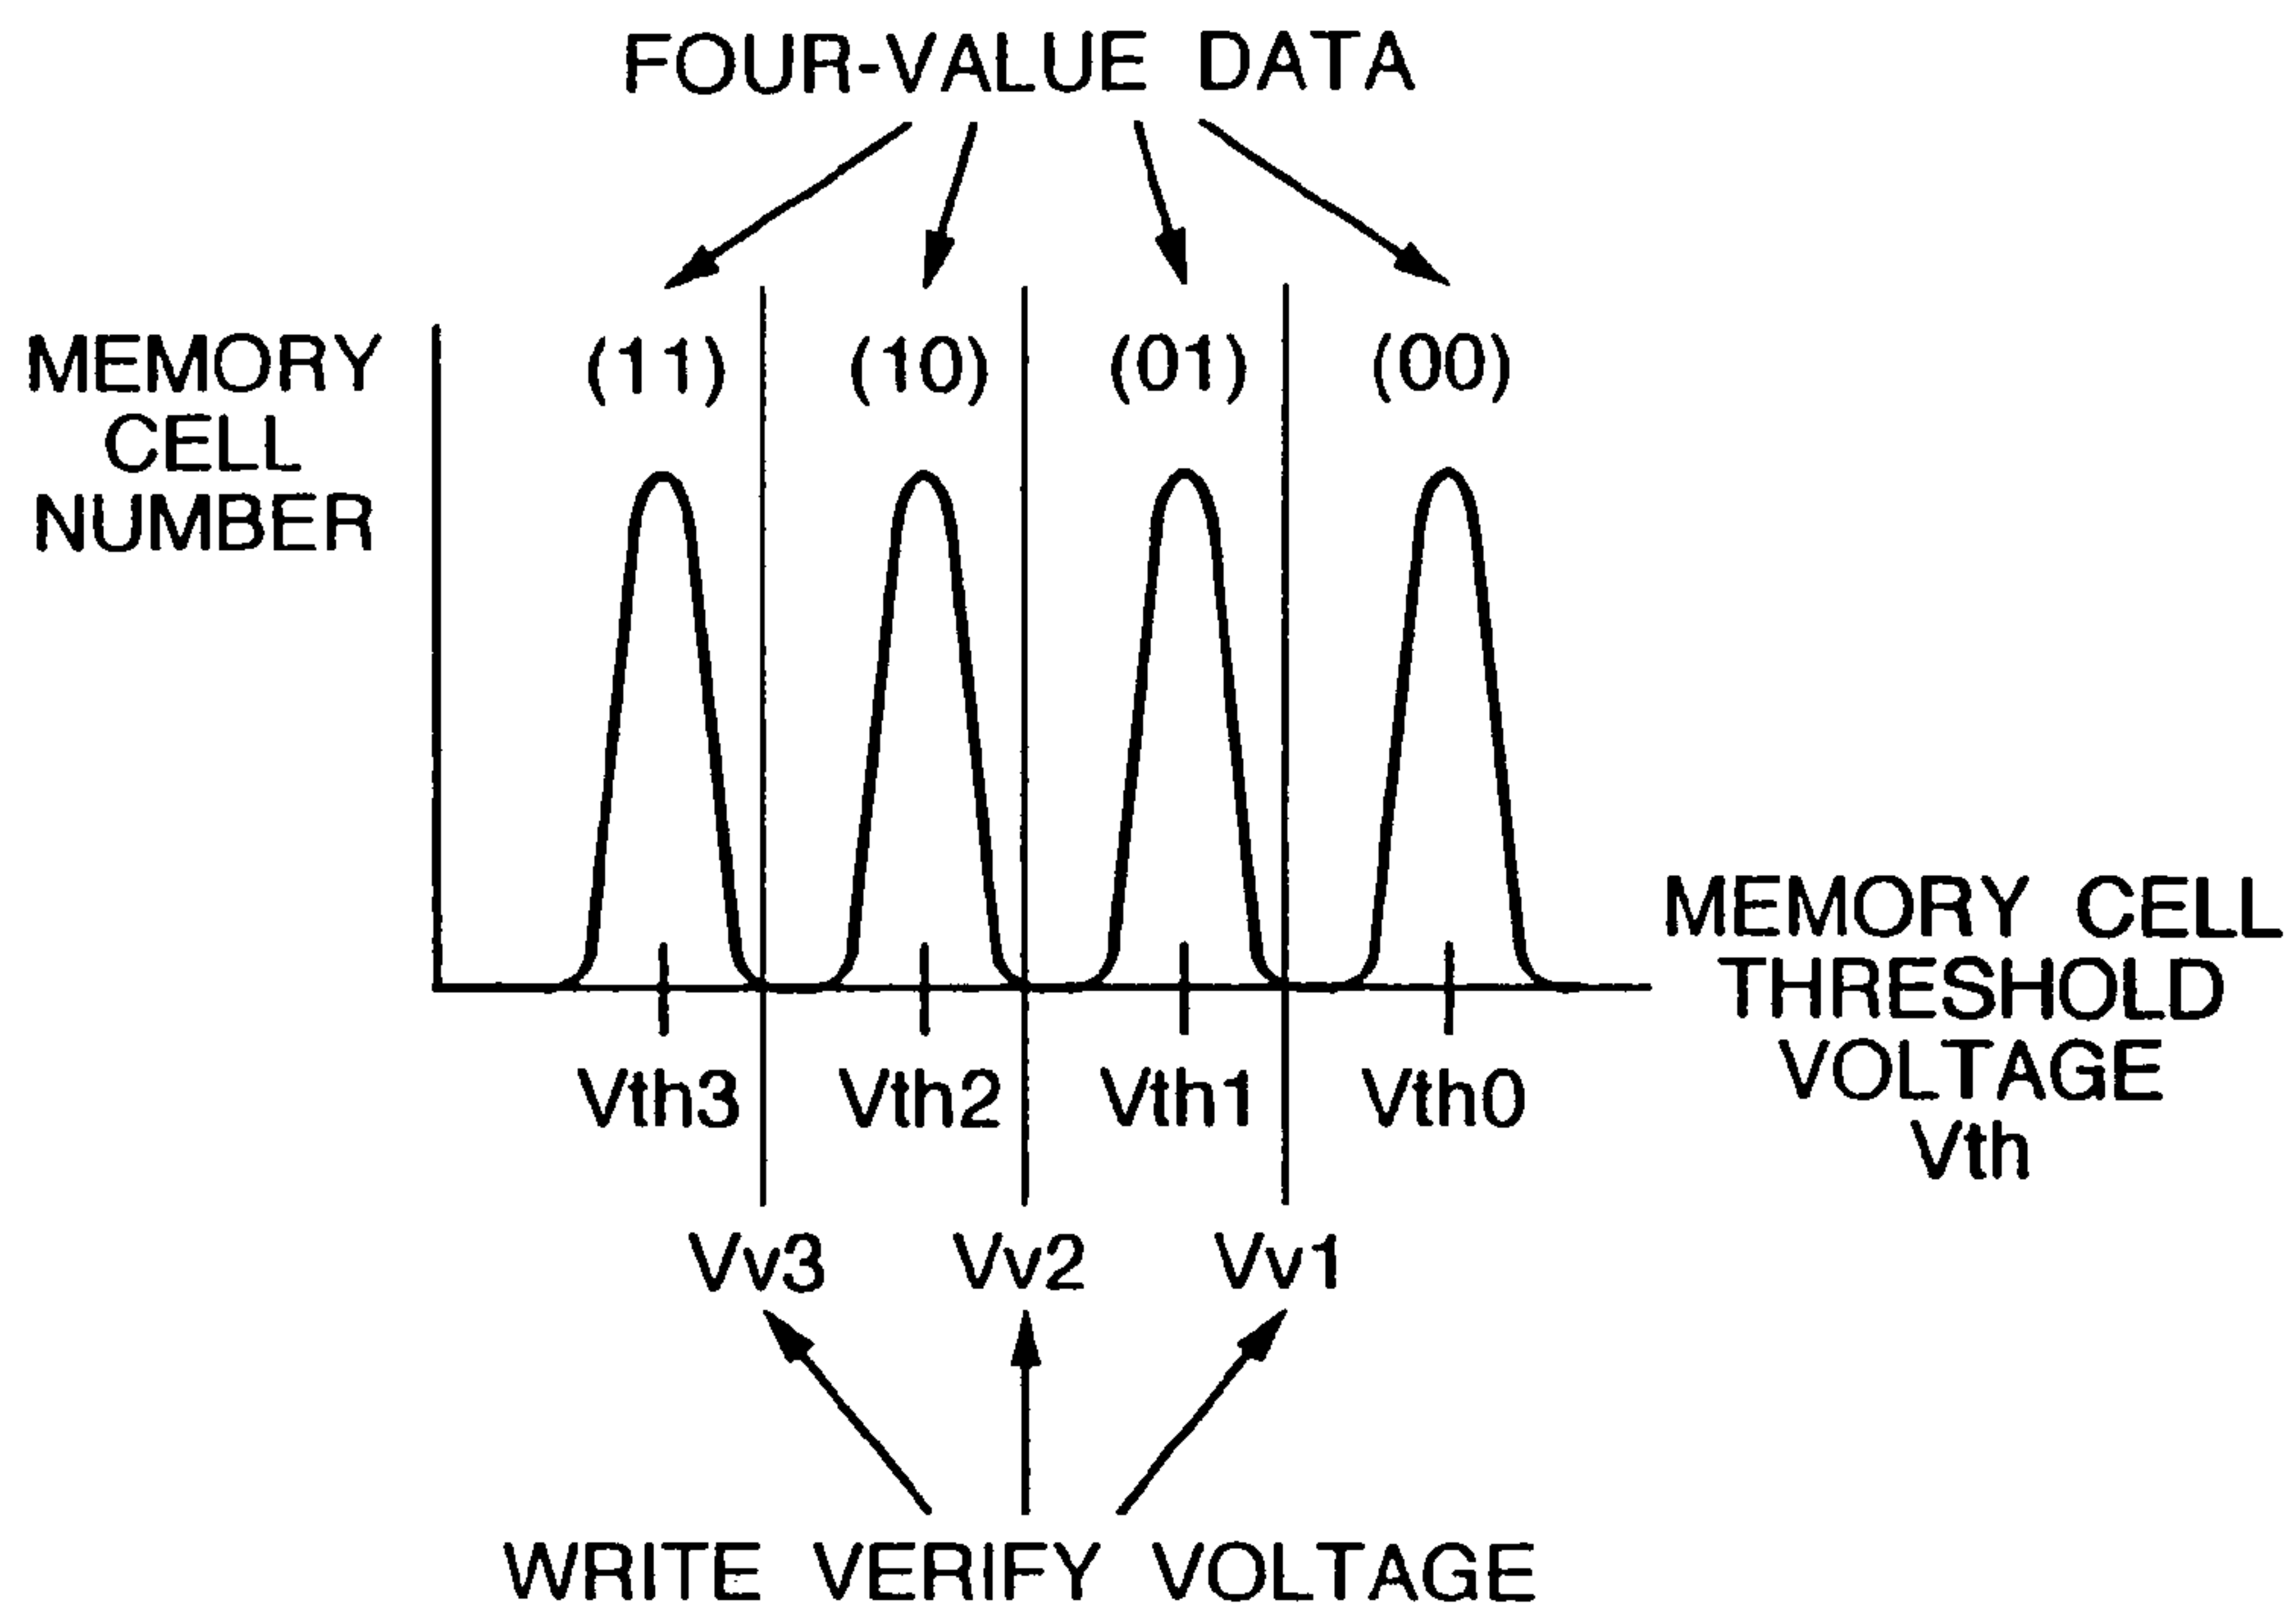 FOUR-VALUE DATA
(11) (10) (01) (00)
MEMORY
CELL
NUMBER
MEMORY CELL
THRESHOLD
VOLTAGE
Vth
Vth3 Vth2 Vth1 Vth0
Vv3 Vv2 Vv1
WRITE VERIFY VOLTAGE